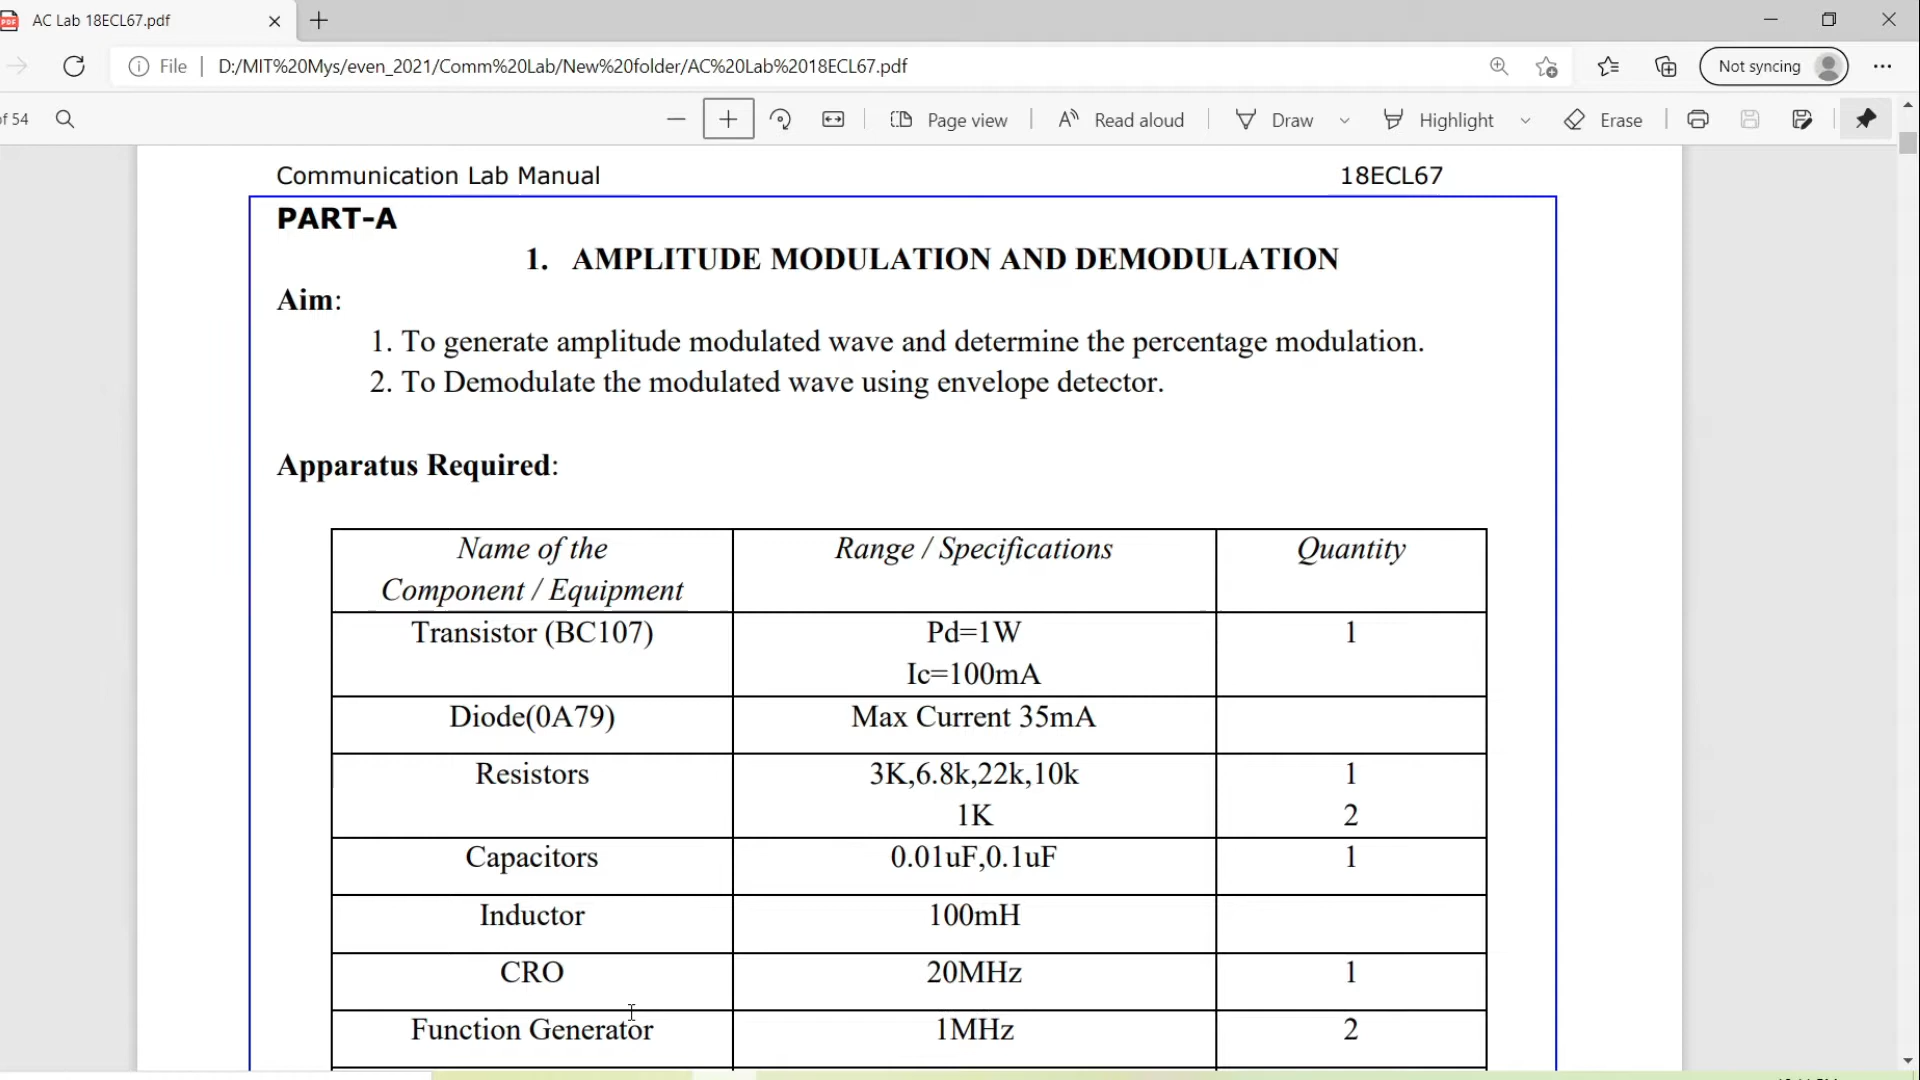 AC Lab 18ECL67.pdf
File D:/MIT%20Mys/even_2021/Comm%20Lab/New%20folder/AC%20Lab%2018ECL67.pdf Not syncing
of 54 Page view Read aloud Draw Highlight Erase
Communication Lab Manual 18ECL67
PART-A
1. AMPLITUDE MODULATION AND DEMODULATION
Aim:
1. To generate amplitude modulated wave and determine the percentage modulation.
2. To Demodulate the modulated wave using envelope detector.
Apparatus Required:
Name of the Range / Specifications Quantity
Component / Equipment
Transistor (BC107) Pd=1W 1
Ic=100mA
Diode(0A79) Max Current 35mA
Resistors 3K,6.8k,22k,10k 1
1K 2
Capacitors 0.01uF,0.1uF 1
Inductor 100mH
CRO 20MHz 1
Function Generator 1MHz 2